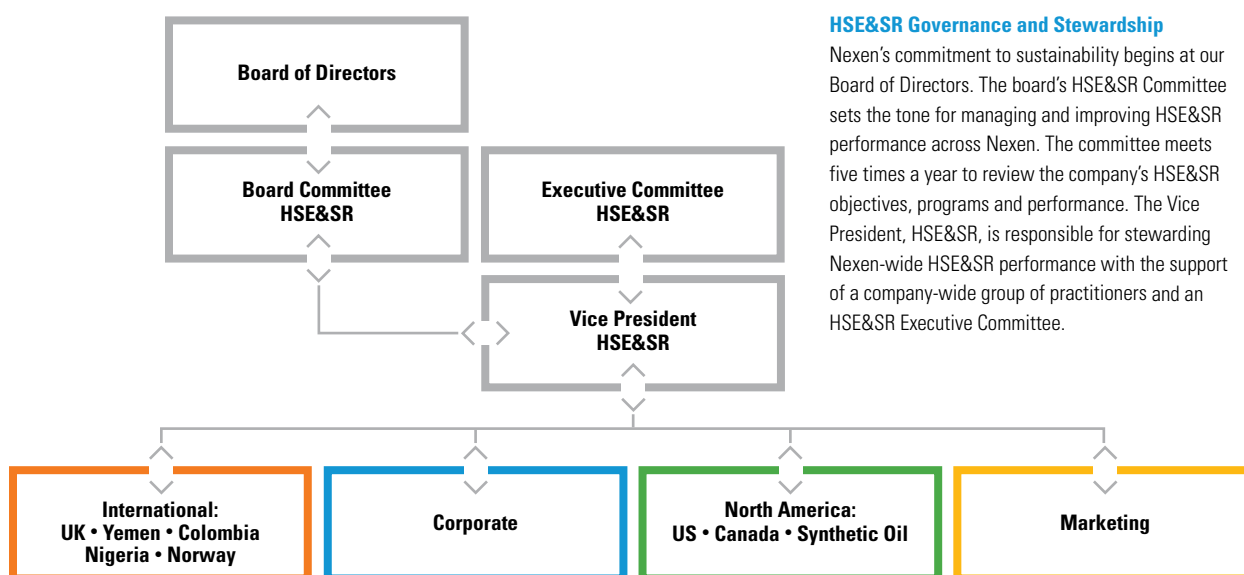 HSE&SR Governance and Stewardship
Nexen’s commitment to sustainability begins at our
Board of Directors. The board’s HSE&SR Committee
sets the tone for managing and improving HSE&SR
performance across Nexen. The committee meets
five times a year to review the company’s HSE&SR
objectives, programs and performance. The Vice
President, HSE&SR, is responsible for stewarding
Nexen-wide HSE&SR performance with the support
of a company-wide group of practitioners and an
HSE&SR Executive Committee.
Board of Directors
Board Committee
HSE&SR
Executive Committee
HSE&SR
Vice President
HSE&SR
International:
UK • Yemen • Colombia
Nigeria • Norway
Corporate
North America:
US • Canada • Synthetic Oil
Marketing